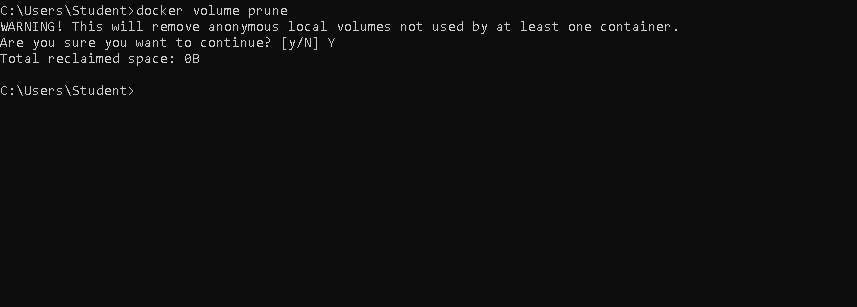 C:\Users\Student>docker volume prune
WARNING! This will remove anonymous local volumes not used by at least one container.
Are you sure you want to continue? [y/N] Y
Total reclaimed space: 0B
C:\Users\Student>